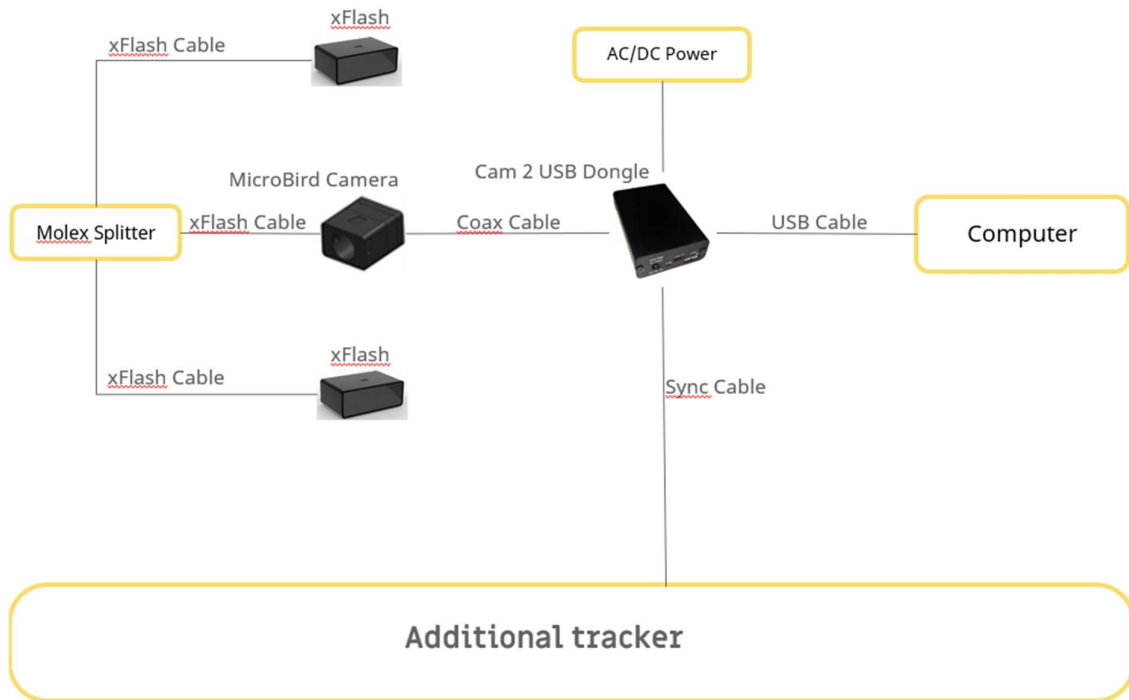 xFlash
xFlash Cable
AC/DC Power
Cam 2 USB Dongle
MicroBird Camera
Molex Splitter
xFlash Cable
Coax Cable
USB Cable
Computer
xFlash
xFlash Cable
Sync Cable
Additional tracker